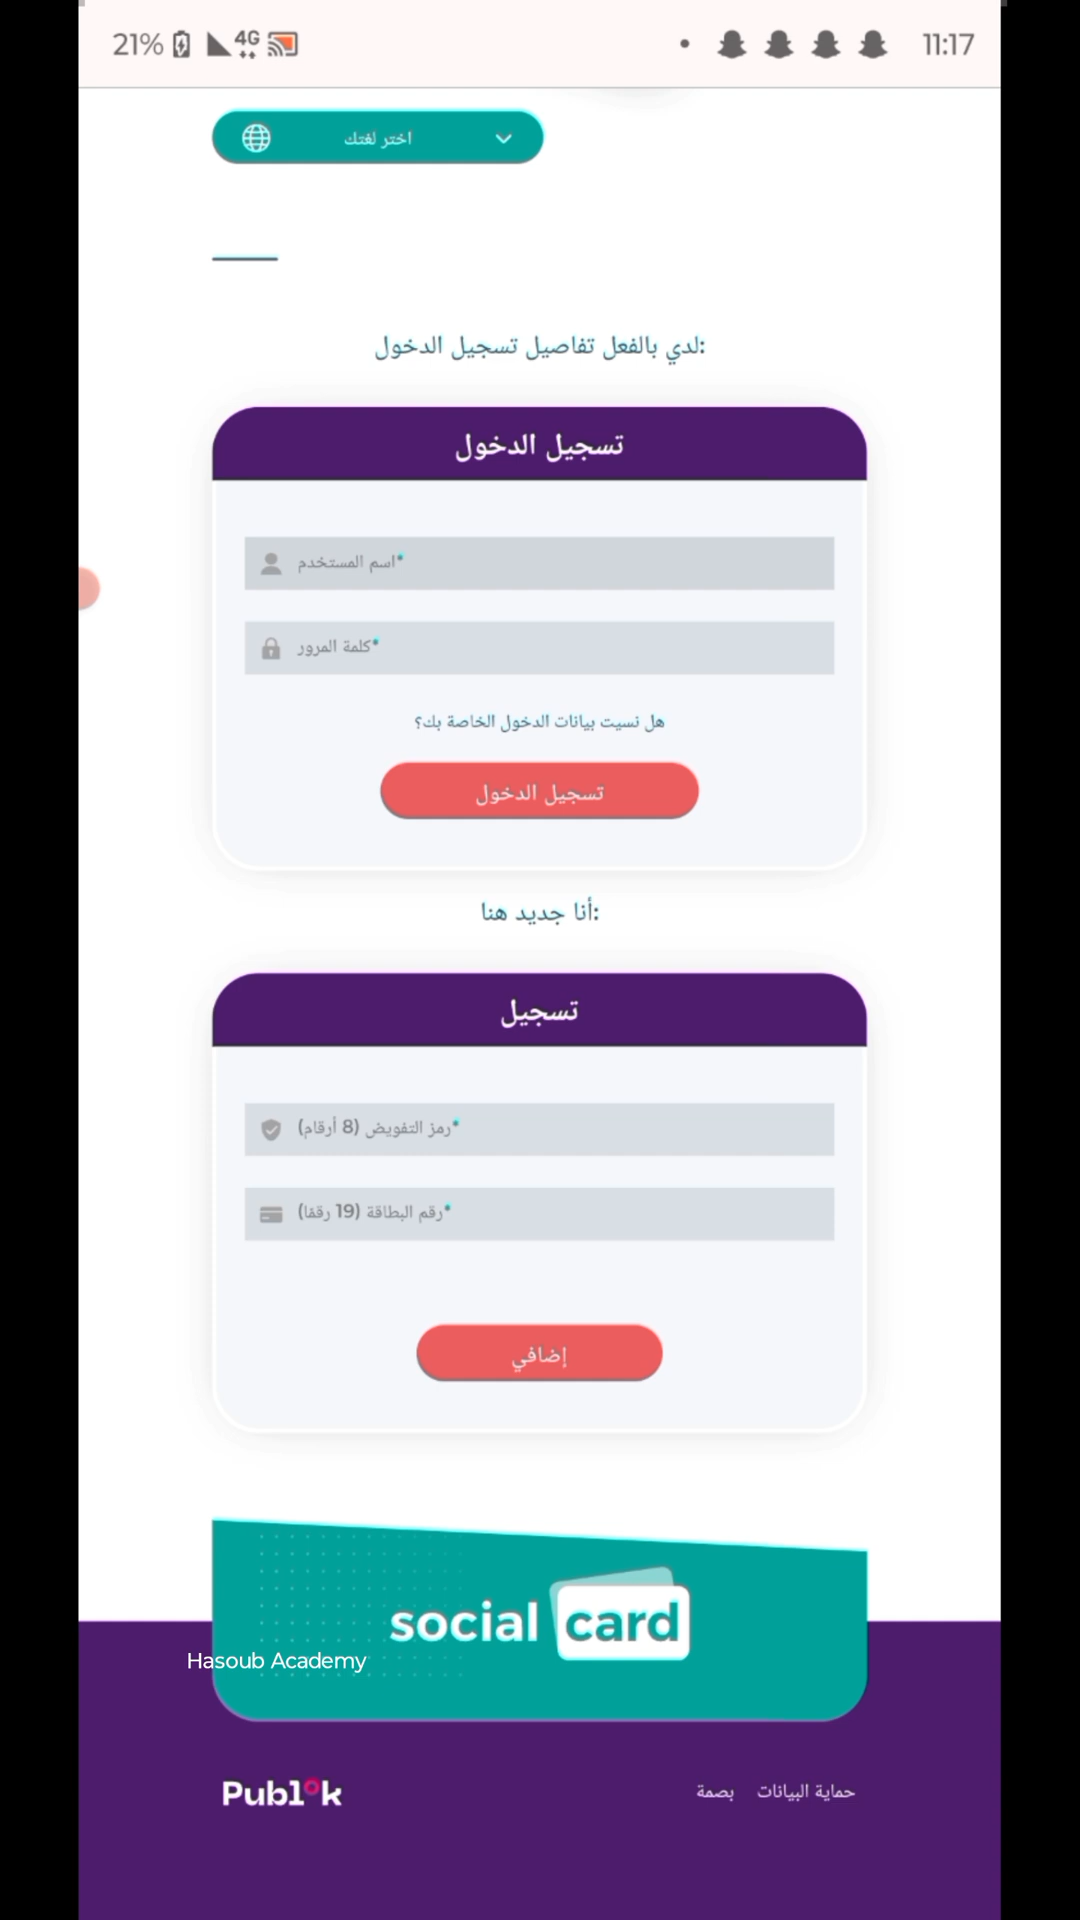 21% 4G 11:17
اختر لغتك
لدي بالفعل تفاصيل تسجيل الدخول:
تسجيل الدخول
اسم المستخدم*
كلمة المرور*
هل نسيت بيانات الدخول الخاصة بك؟
تسجيل الدخول
أنا جديد هنا:
تسجيل
رمز التفويض (8 أرقام)*
رقم البطاقة (19 رقمًا)*
إضافي
social card
Hasoub Academy
Publok
حماية البيانات بصمة